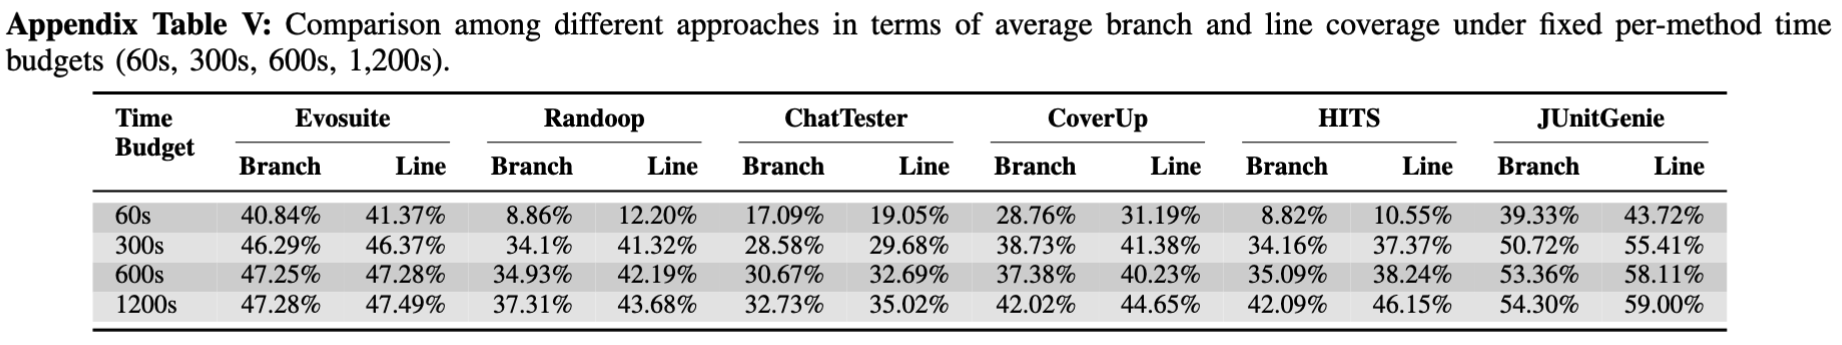 Appendix Table V: Comparison among different approaches in terms of average branch and line coverage under fixed per-method time
budgets (60s, 300s, 600s, 1,200s).
Time Budget Evosuite Randoop ChatTester CoverUp HITS JUnitGenie
Branch Line Branch Line Branch Line Branch Line Branch Line Branch Line
60s 40.84% 41.37% 8.86% 12.20% 17.09% 19.05% 28.76% 31.19% 8.82% 10.55% 39.33% 43.72%
300s 46.29% 46.37% 34.1% 41.32% 28.58% 29.68% 38.73% 41.38% 34.16% 37.37% 50.72% 55.41%
600s 47.25% 47.28% 34.93% 42.19% 30.67% 32.69% 37.38% 40.23% 35.09% 38.24% 53.36% 58.11%
1200s 47.28% 47.49% 37.31% 43.68% 32.73% 35.02% 42.02% 44.65% 42.09% 46.15% 54.30% 59.00%